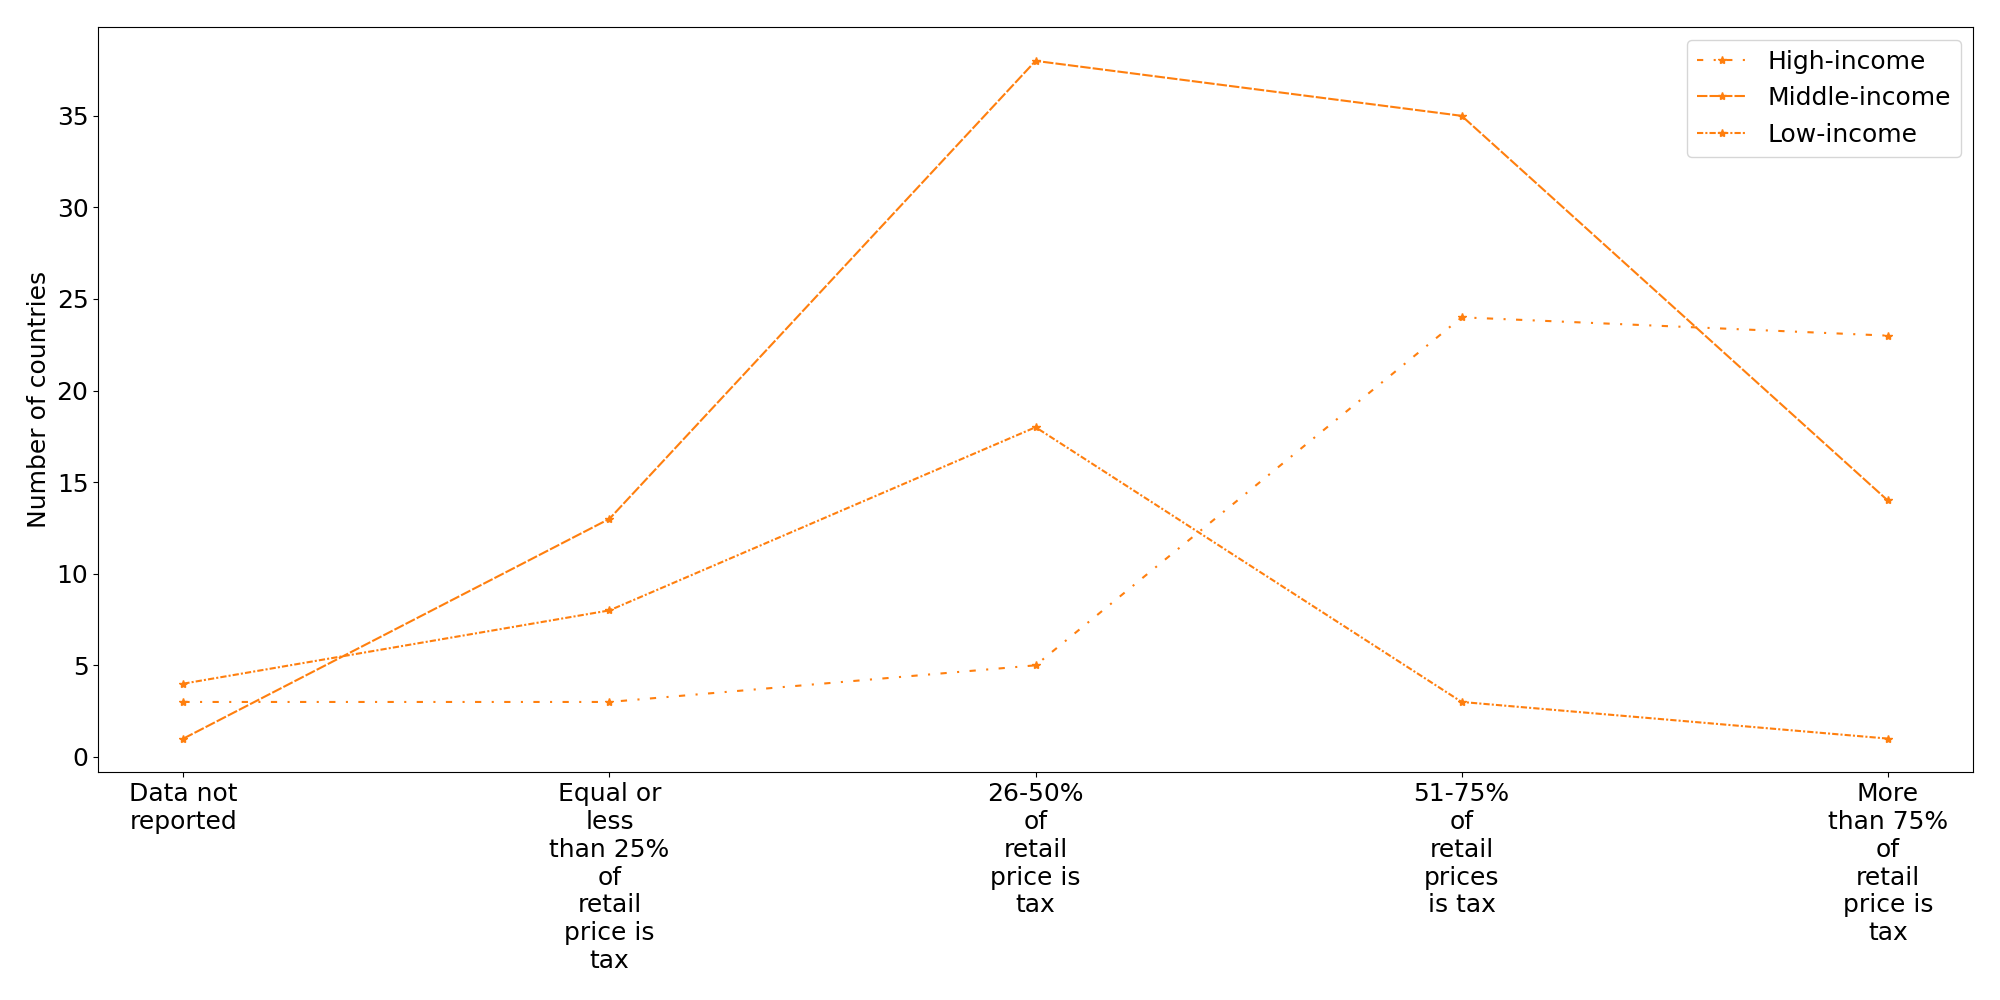 High-income
Middle-income
Low-income
Number of countries
35
30
25
20
15
10
5
0
Data not
reported
Equal or
less
than 25%
of
retail
price is
tax
26-50%
of
retail
price is
tax
51-75%
of
retail
prices
is tax
More
than 75%
of
retail
price is
tax